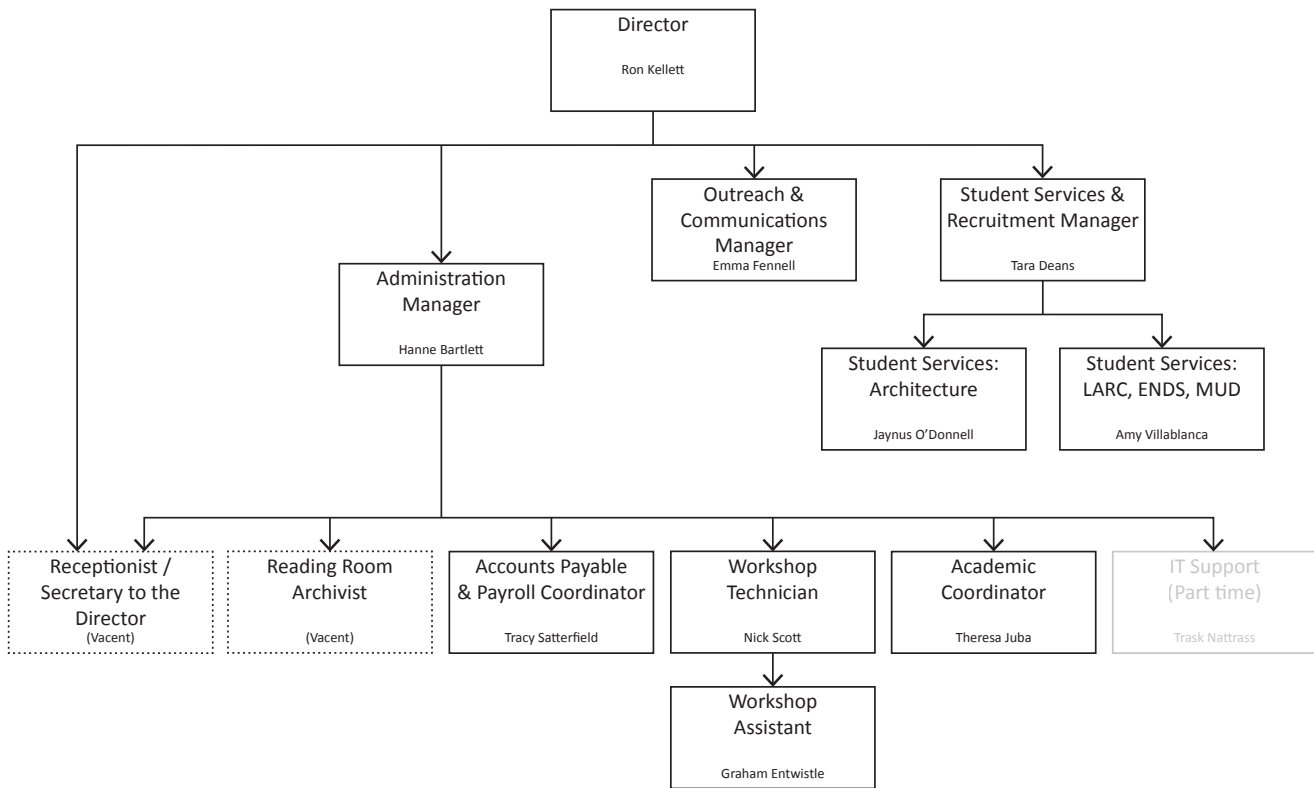 Director
Ron Kellett
Outreach &
Communications
Manager
Emma Fennell
Student Services &
Recruitment Manager
Tara Deans
Administration
Manager
Hanne Bartlett
Student Services:
Architecture
Jaynus O’Donnell
Student Services:
LARC, ENDS, MUD
Amy Villablanca
Receptionist /
Secretary to the
Director
(Vacent)
Reading Room
Archivist
(Vacent)
Accounts Payable
& Payroll Coordinator
Tracy Satterfield
Workshop
Technician
Nick Scott
Academic
Coordinator
Theresa Juba
IT Support
(Part time)
Trask Nattrass
Workshop
Assistant
Graham Entwistle